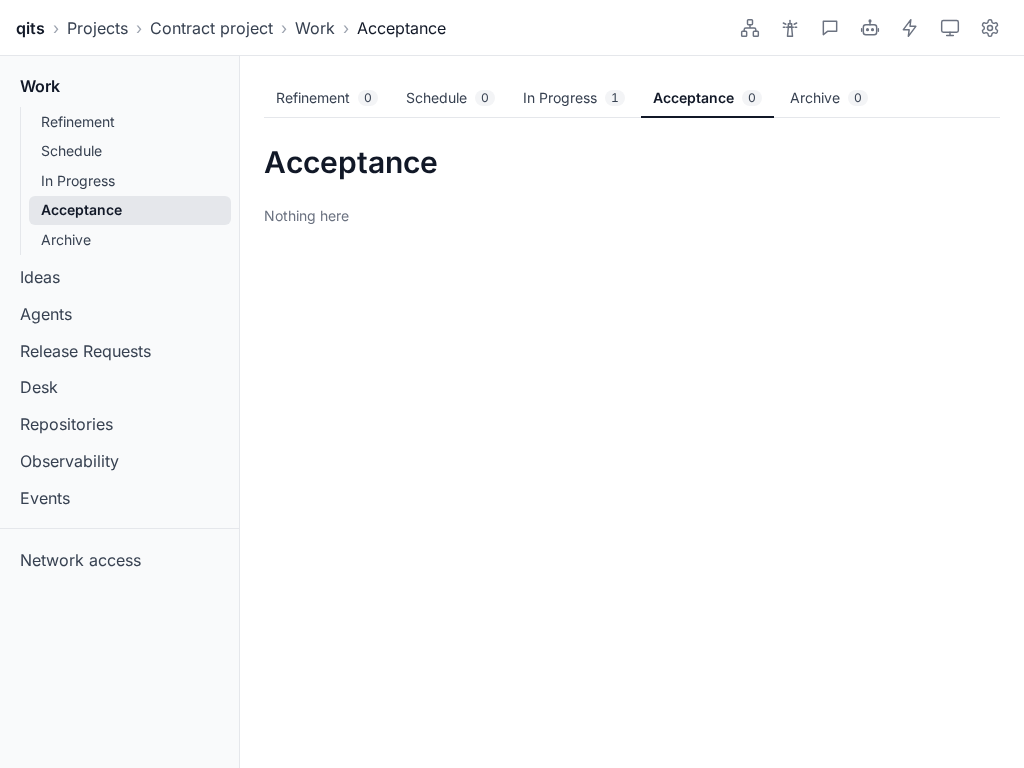 qits › Projects › Contract project › Work › Acceptance
Work
Refinement
Schedule
In Progress
Acceptance
Archive
Ideas
Agents
Release Requests
Desk
Repositories
Observability
Events
Network access
Refinement 0 Schedule 0 In Progress 1 Acceptance 0 Archive 0
Acceptance
Nothing here